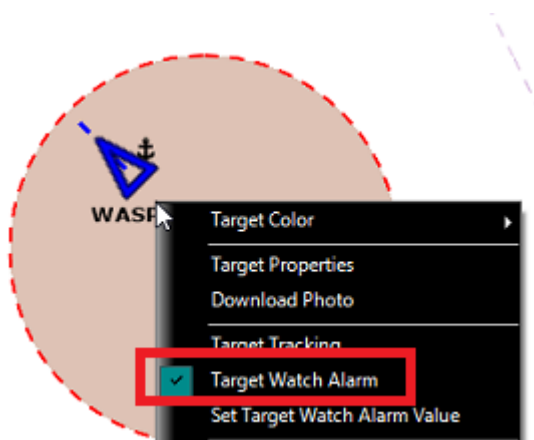 WASP
Target Color
Target Properties
Download Photo
Target Tracking
Target Watch Alarm
Set Target Watch Alarm Value